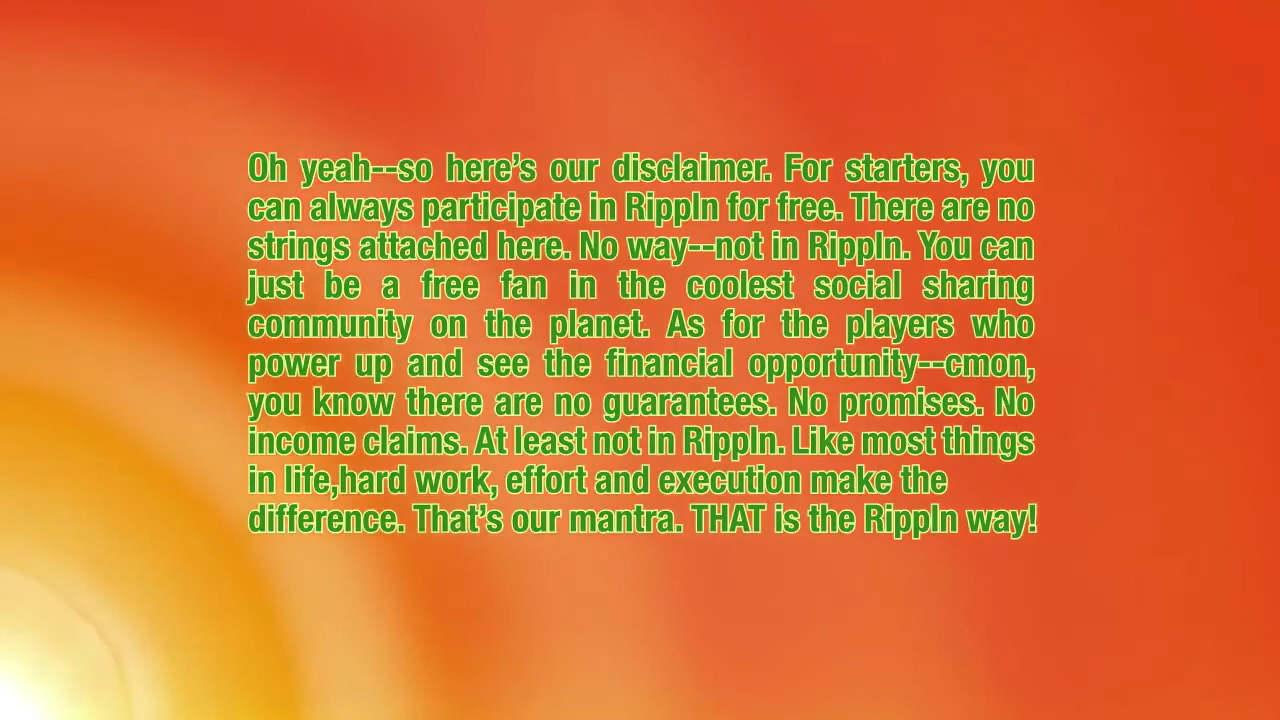 Oh yeah--so here's our disclaimer. For starters, you
can always participate in Rippln for free. There are no
strings attached here. No way--not in Rippln. You can
just be a free fan in the coolest social sharing
community on the planet. As for the players who
power up and see the financial opportunity--cmon,
you know there are no guarantees. No promises. No
income claims. At least not in Rippln. Like most things
in life,hard work, effort and execution make the
difference. That's our mantra. THAT is the Rippln way!